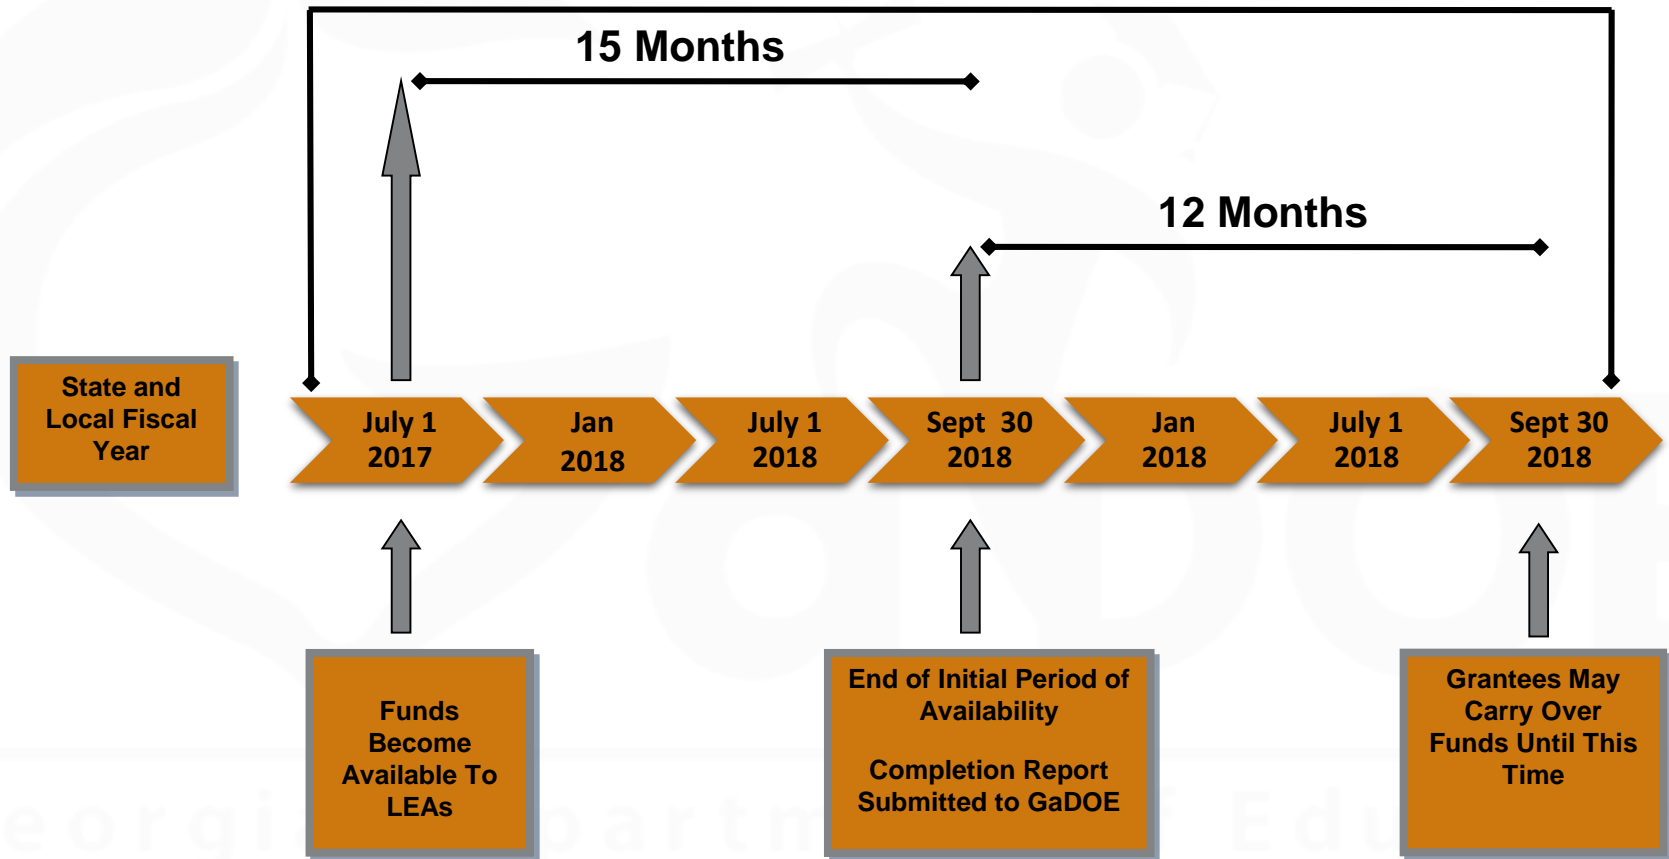 15 Months
12 Months
State and
Local Fiscal
Year
July 1
2017
Jan
2018
July 1
2018
Sept 30
2018
Jan
2018
July 1
2018
Sept 30
2018
Funds
Become
Available To
LEAs
End of Initial Period of
Availability
Completion Report
Submitted to GaDOE
Grantees May
Carry Over
Funds Until This
Time